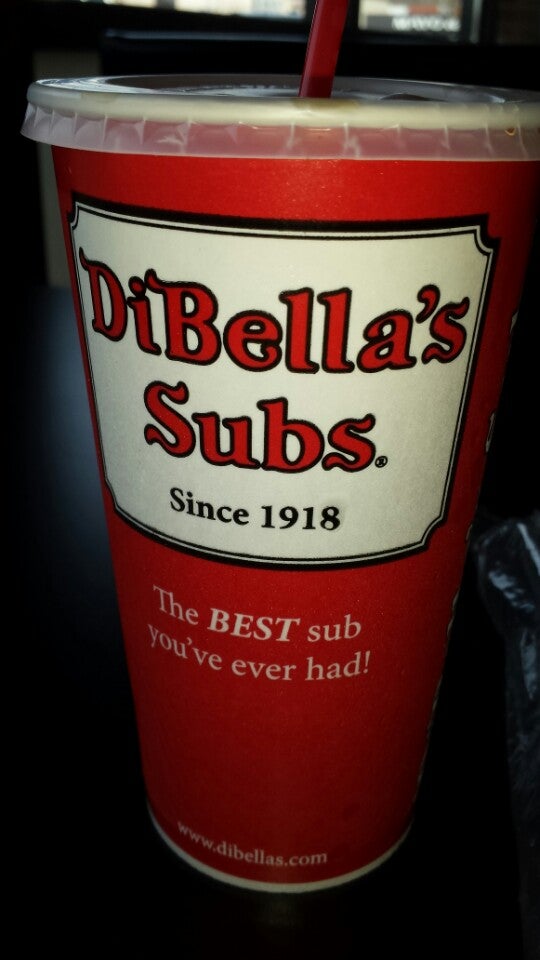 DiBella's
Subs®
Since 1918
The BEST sub
you've ever had!
www.dibellas.com